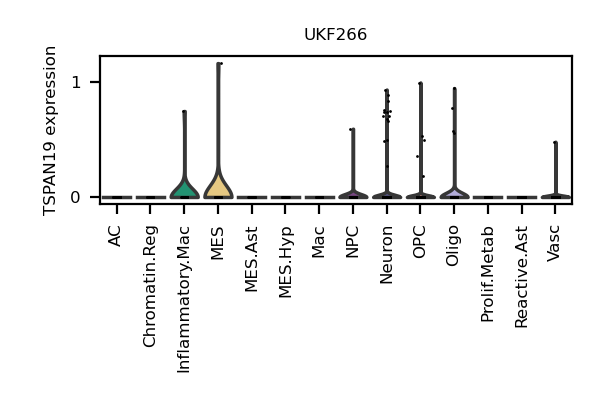 UKF266
TSPAN19 expression
1
0
AC
Chromatin.Reg
Inflammatory.Mac
MES
MES.Ast
MES.Hyp
Mac
NPC
Neuron
OPC
Oligo
Prolif.Metab
Reactive.Ast
Vasc